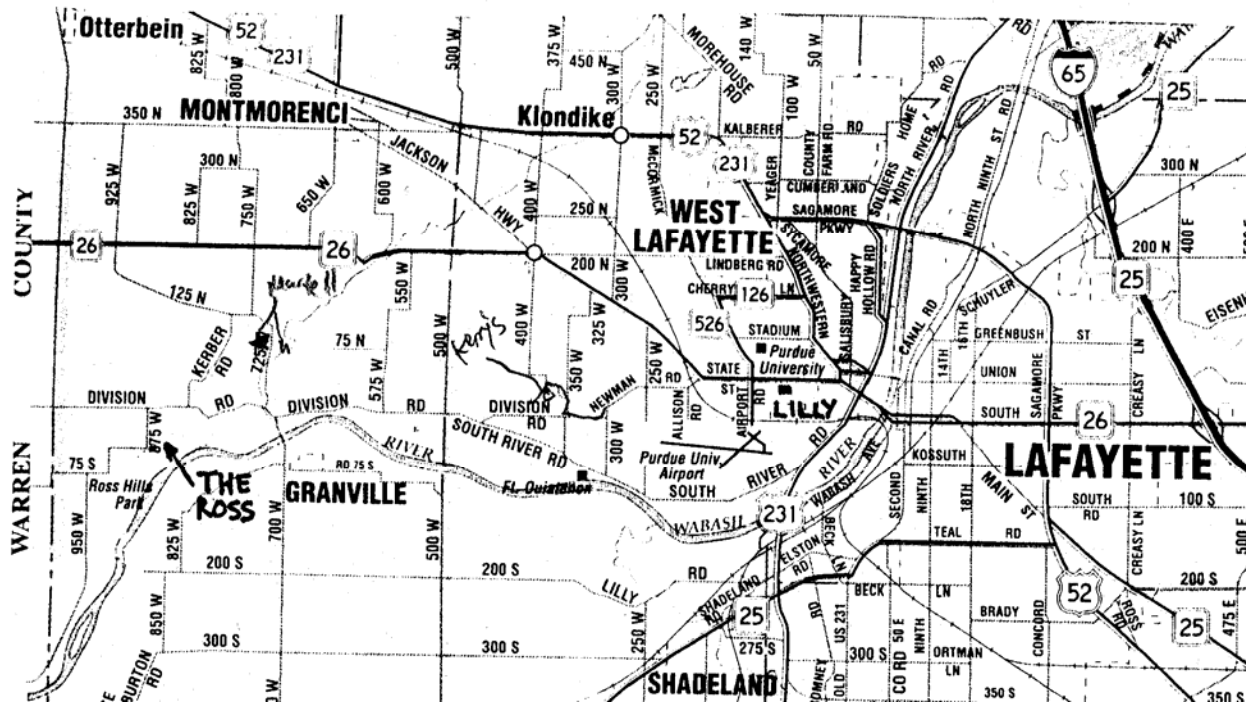 Otterbein
52
231
825 W
800 W
500 W
375 W
450 N
300 W
250 W
MOREHOUSE RD
140 W
50 W
100 W
RD
65
25
MONTMORENCI
350 N
Klondike
52
KALBERER RD
231
YEAGER
COUNTY FARM RD
SOLDIERS HOME RD
NORTH RIVER RD
NORTH NINTH ST RD
300 N
925 W
300 N
825 W
750 W
650 W
600 W
JACKSON HWY
400 W
McCORMICK
CUMBERLAND
SAGAMORE PKWY
250 N
WEST LAFAYETTE
COUNTY
26
26
200 N
300 W
LINDBERG RD
SYCAMORE
NORTHWESTERN
HAPPY HOLLOW RD
200 N
400 E
25
125 N
550 W
CHERRY LN
126
526
SALISBURY
CANAL RD
SCHUYLER
16TH ST
GREENBUSH ST
EISENH
KERBER RD
725
75 N
575 W
500 W
Kerry's
400 W
350 W
325 W
250 W
STADIUM
Purdue University
STATE ST
14TH
UNION
SAGAMORE PKWY
CREASY LN
DIVISION RD
DIVISION RD
DIVISION RD
NEWMAN RD
ALLISON RD
AIRPORT RD
LILLY
SOUTH
26
WARREN
875 W
75 S
Ross Hills Park
THE ROSS
RD 75 S
GRANVILLE
RIVER
SOUTH RIVER RD
Ft. Ouiatenon
300 W
Purdue Univ. Airport
SOUTH RIVER RD
RIVER
WABASH AVE
KOSSUTH
LAFAYETTE
SECOND
NINTH
18TH
MAIN ST
SOUTH RD
100 S
WABASH
231
BECK LN
TEAL RD
CREASY LN
500 E
950 W
825 W
700 W
500 W
200 S
200 S
LILLY RD
SHADELAND RD
ELSTON RD
25
BECK LN
52
200 S
850 W
300 S
300 S
250 W
275 S
SHADELAND
ROMNEY RD
OLD US 231
300 S
CO RD 50 E
NINTH
ORTMAN LN
BRADY
CONCORD
ROSS RD
25
475 E
BURTON RD
350 S
350 S